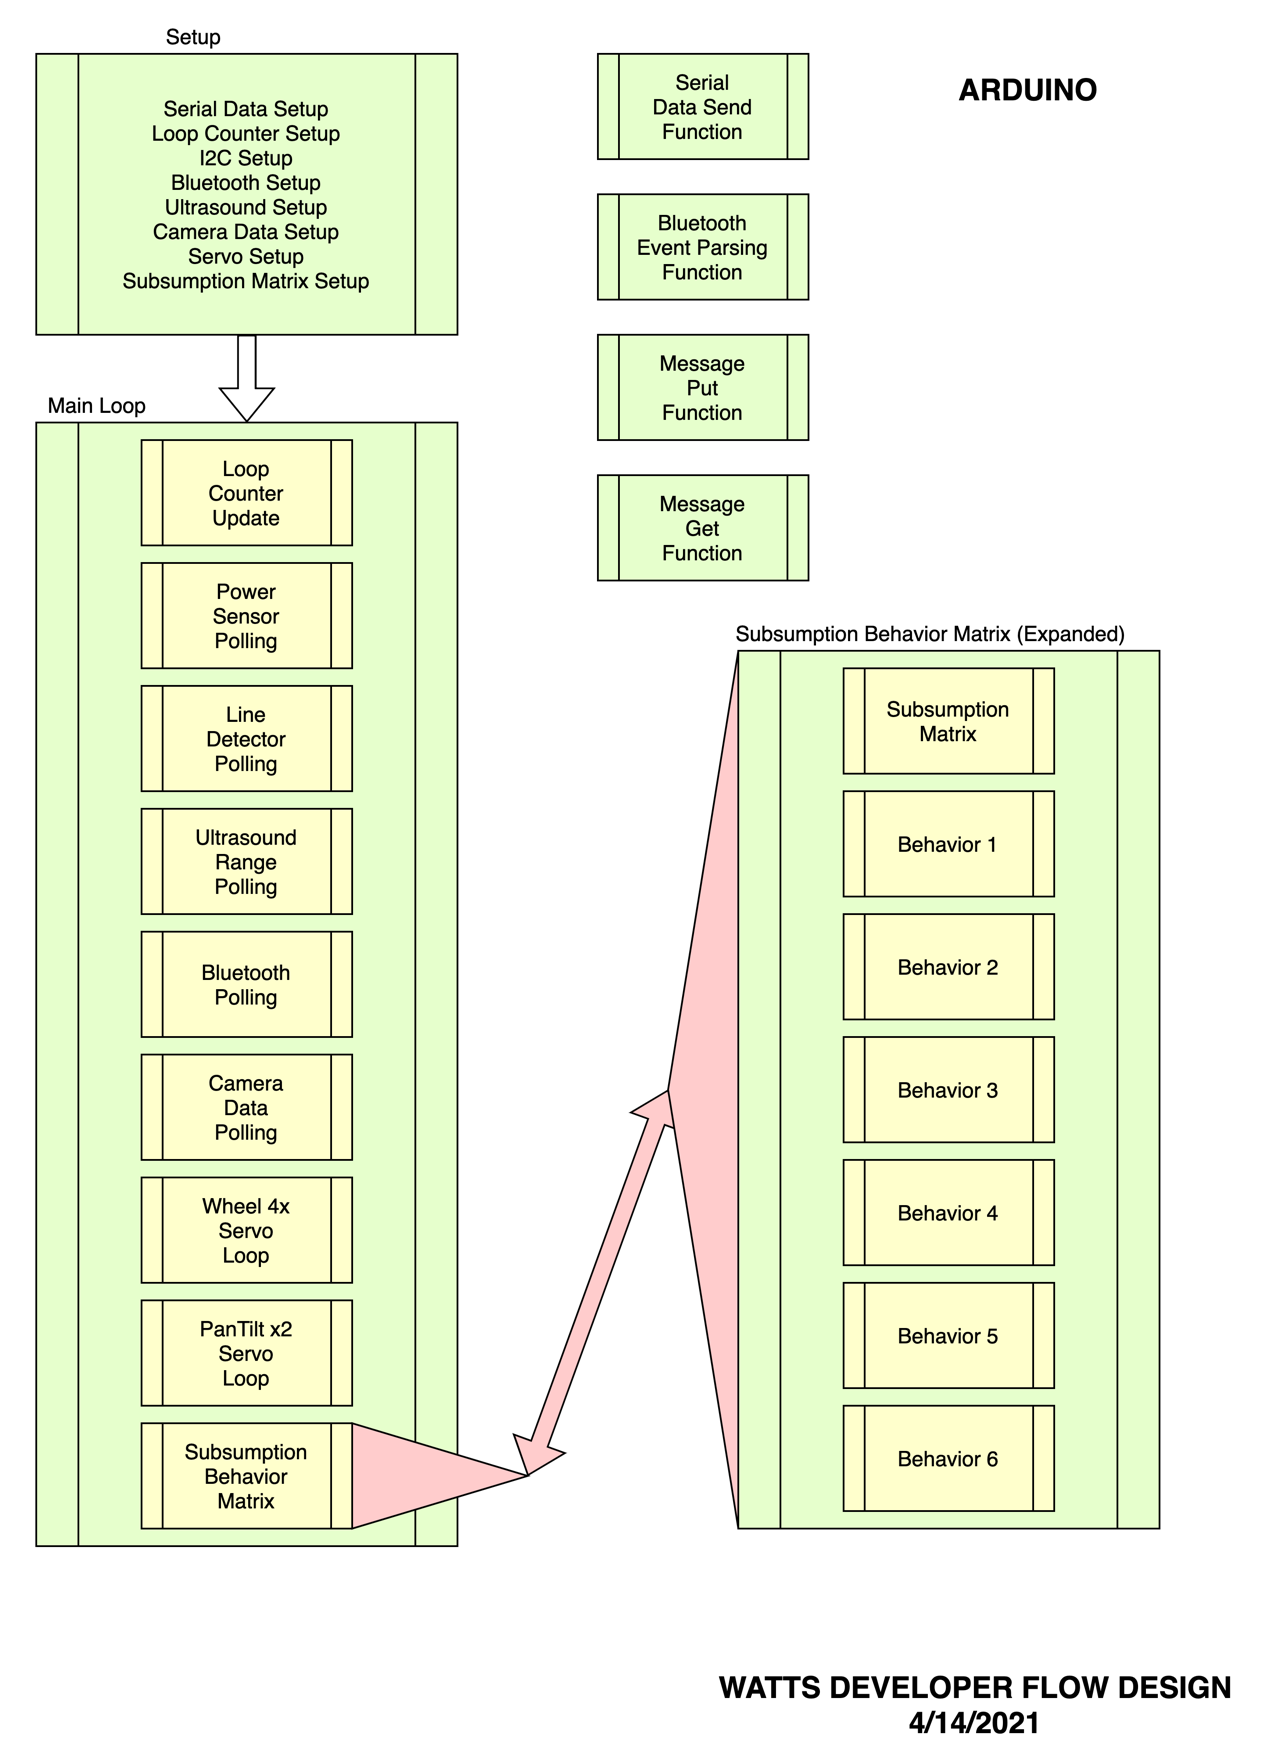 Setup
Serial Data Setup
Loop Counter Setup
I2C Setup
Bluetooth Setup
Ultrasound Setup
Camera Data Setup
Servo Setup
Subsumption Matrix Setup
Serial
Data Send
Function
Bluetooth
Event Parsing
Function
Message
Put
Function
Message
Get
Function
ARDUINO
Main Loop
Loop
Counter
Update
Power
Sensor
Polling
Line
Detector
Polling
Ultrasound
Range
Polling
Bluetooth
Polling
Camera
Data
Polling
Wheel 4x
Servo
Loop
PanTilt x2
Servo
Loop
Subsumption
Behavior
Matrix
Subsumption Behavior Matrix (Expanded)
Subsumption
Matrix
Behavior 1
Behavior 2
Behavior 3
Behavior 4
Behavior 5
Behavior 6
WATTS DEVELOPER FLOW DESIGN
4/14/2021